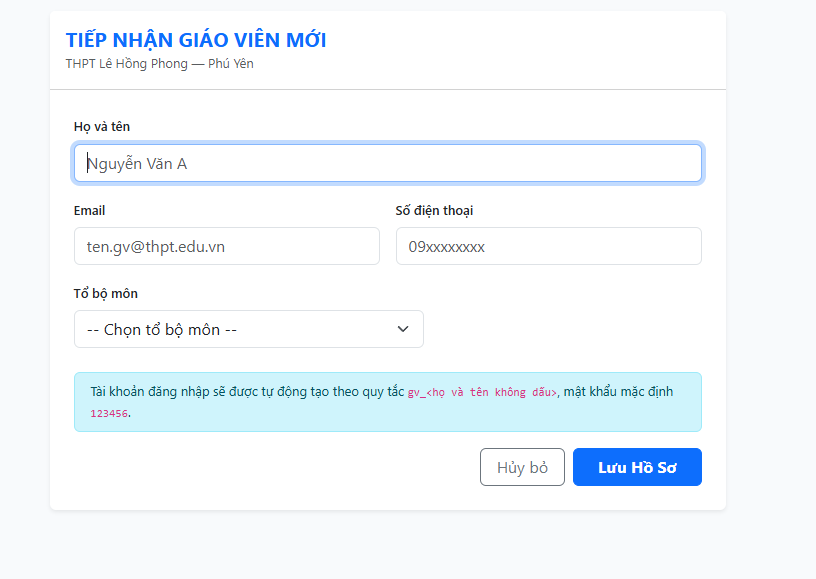 TIẾP NHẬN GIÁO VIÊN MỚI
THPT Lê Hồng Phong — Phú Yên
Họ và tên
Nguyễn Văn A
Email
Số điện thoại
ten.gv@thpt.edu.vn
09xxxxxxxx
Tổ bộ môn
-- Chọn tổ bộ môn --
Tài khoản đăng nhập sẽ được tự động tạo theo quy tắc gv_<họ và tên không dấu>, mật khẩu mặc định
123456.
Hủy bỏ
Lưu Hồ Sơ